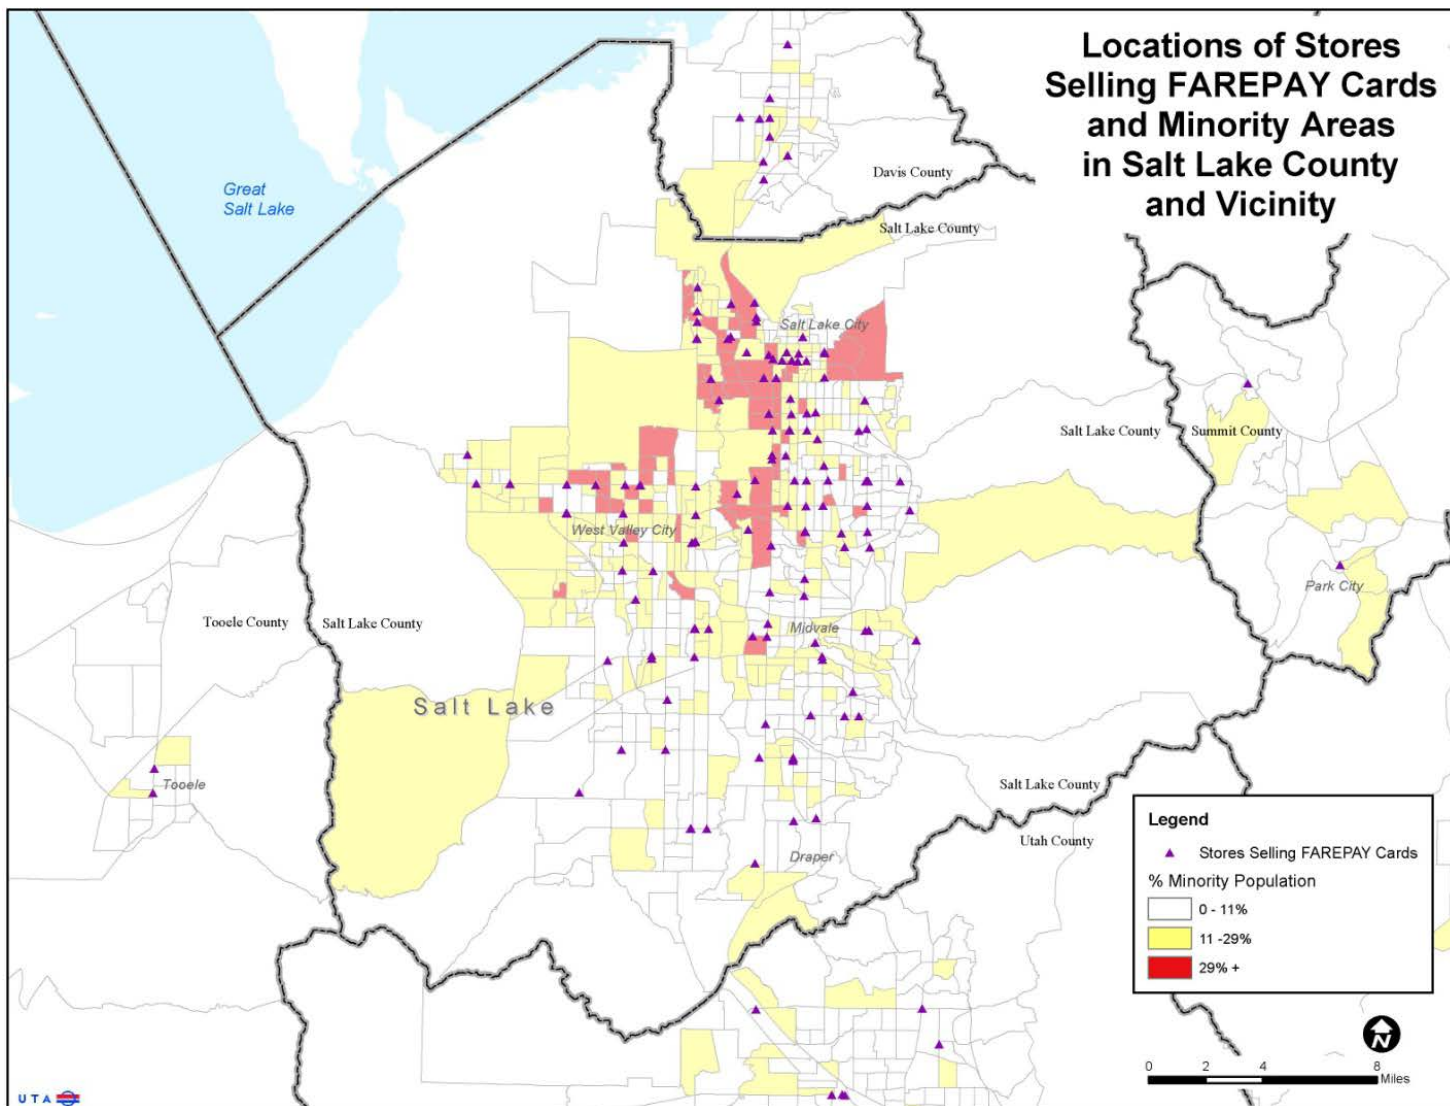 Locations of Stores
Selling FAREPAY Cards
and Minority Areas
in Salt Lake County
and Vicinity
Great
Salt Lake
Davis County
Salt Lake County
Salt Lake City
Salt Lake County
Summit County
West Valley City
Park City
Tooele County
Salt Lake County
Midvale
Salt Lake
Tooele
Salt Lake County
Utah County
Draper
Legend
Stores Selling FAREPAY Cards
% Minority Population
0 - 11%
11 -29%
29% +
N
0 2 4 8
Miles
UTA